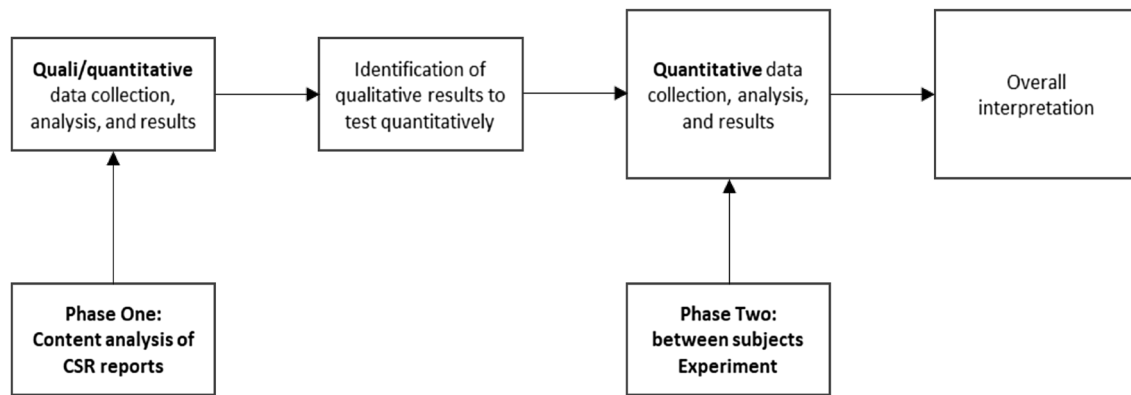 Quali/quantitative
data collection,
analysis, and results
Identification of
qualitative results to
test quantitatively
Quantitative data
collection, analysis,
and results
Overall
interpretation
Phase One:
Content analysis of
CSR reports
Phase Two:
between subjects
Experiment